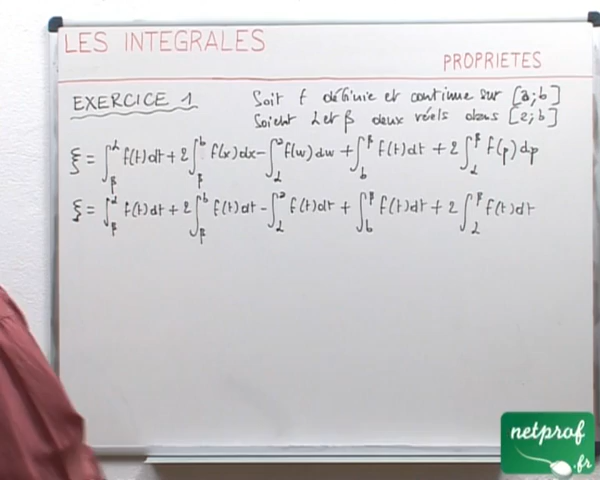 LES INTEGRALES
PROPRIETES
EXERCICE 1 Soit f définie et continue sur [a;b]
Soient α et β deux réels dans [a;b]
ξ = ∫_β^α f(t)dt + 2∫_β^b f(x)dx - ∫_α^a f(w)dw + ∫_b^β f(t)dt + 2∫_α^β f(p)dp
ξ = ∫_β^α f(t)dt + 2∫_β^b f(t)dt - ∫_α^a f(t)dt + ∫_b^β f(t)dt + 2∫_α^β f(t)dt
netprof
.fr